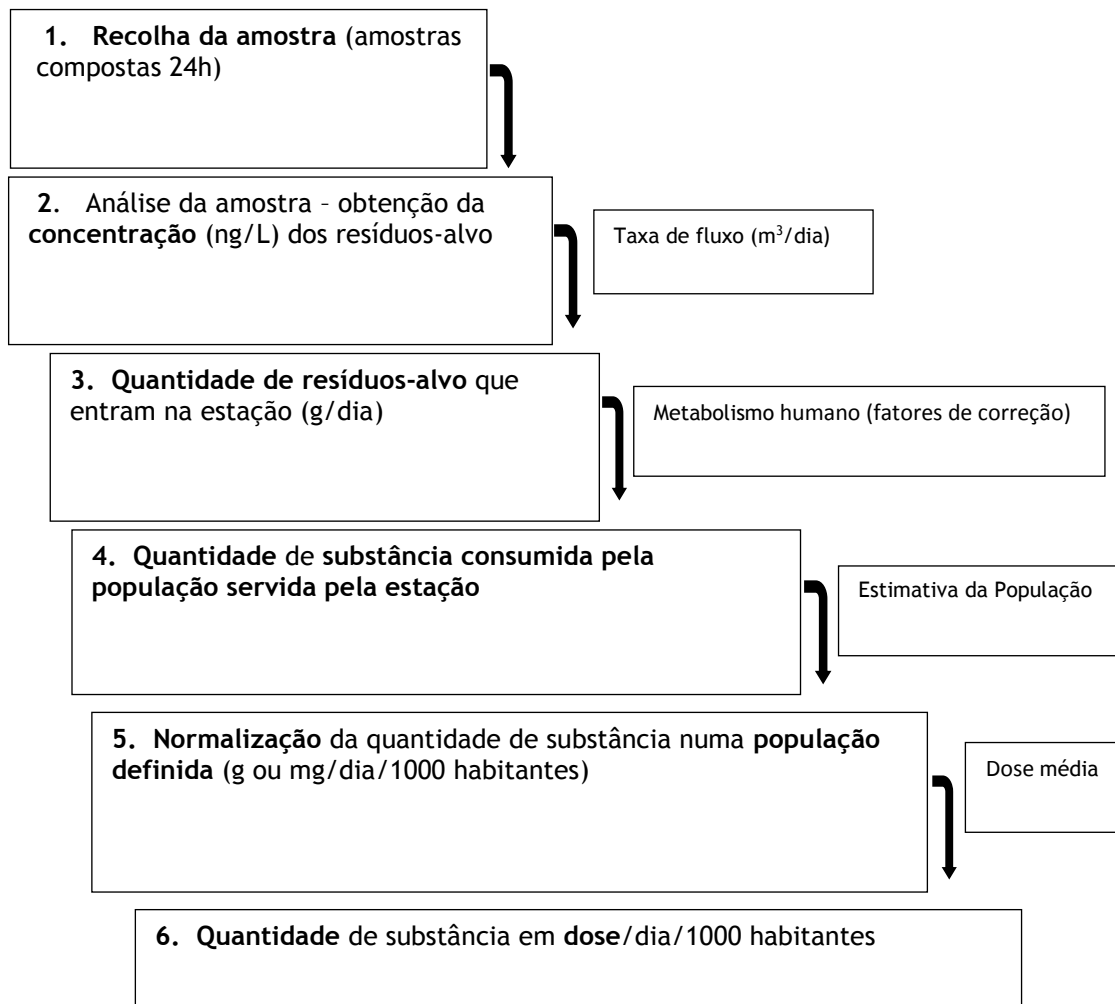 1. Recolha da amostra (amostras
compostas 24h)
2. Análise da amostra – obtenção da
concentração (ng/L) dos resíduos-alvo
Taxa de fluxo (m³/dia)
3. Quantidade de resíduos-alvo que
entram na estação (g/dia)
Metabolismo humano (fatores de correção)
4. Quantidade de substância consumida pela
população servida pela estação
Estimativa da População
5. Normalização da quantidade de substância numa população
definida (g ou mg/dia/1000 habitantes)
Dose média
6. Quantidade de substância em dose/dia/1000 habitantes